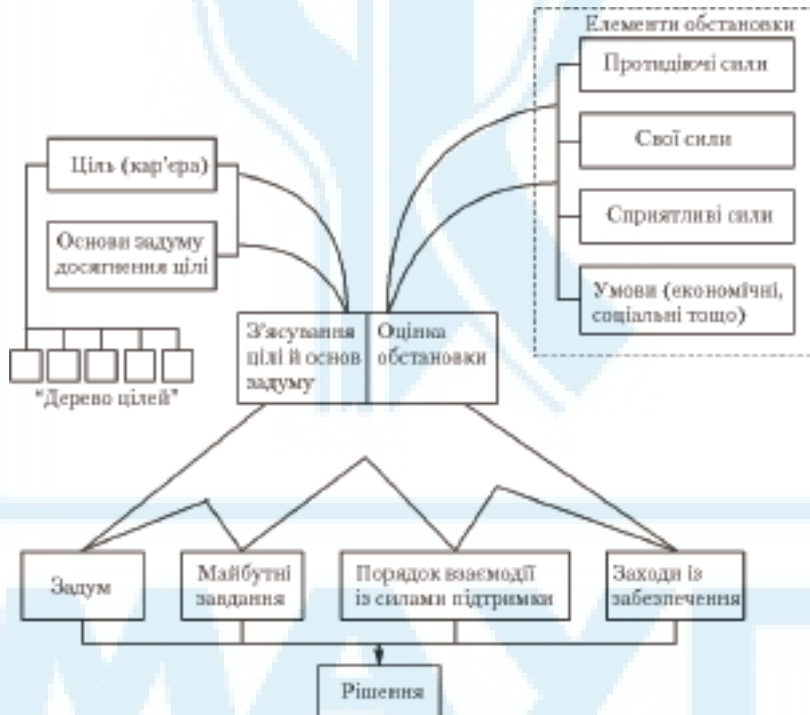 Елементи обстановки
Протидіючі сили
Свої сили
Сприятливі сили
Умови (економічні,
соціальні тощо)
Ціль (кар'єра)
Основи задуму
досягнення цілі
"Дерево цілей"
З'ясування
цілі й основ
задуму
Оцінка
обстановки
Задум
Майбутні
завдання
Порядок взаємодії
із силами підтримки
Заходи із
забезпечення
Рішення